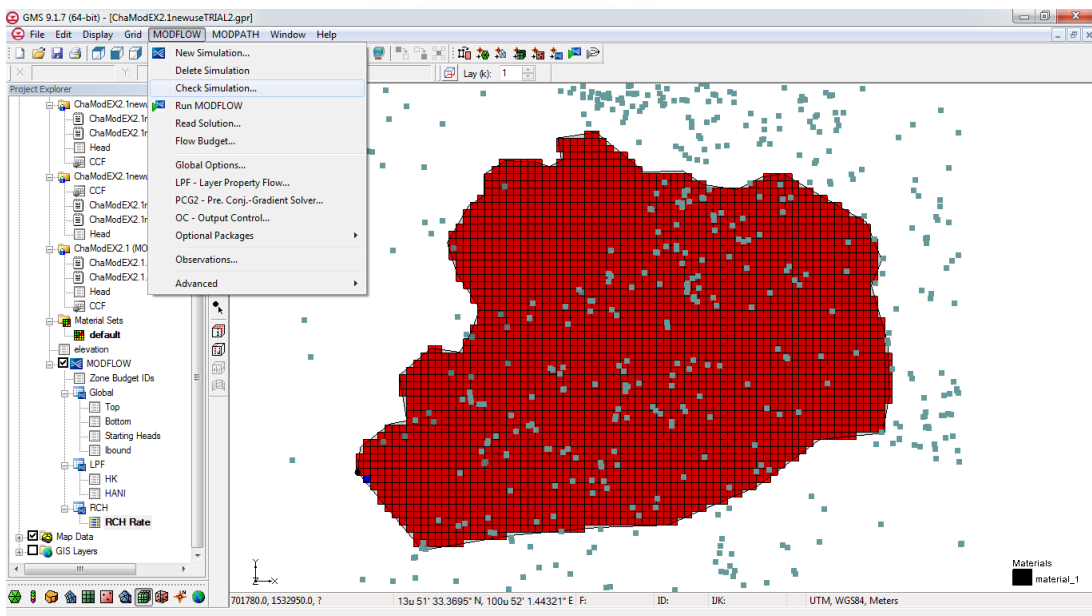 GMS 9.1.7 (64-bit) - [ChaModEX2.1newuseTRIAL2.gpr]
File Edit Display Grid MODFLOW MODPATH Window Help
X Y Lay (k): 1
Project Explorer
New Simulation...
Delete Simulation
Check Simulation...
Run MODFLOW
Read Solution...
Flow Budget...
Global Options...
LPF - Layer Property Flow...
PCG2 - Pre. Conj.-Gradient Solver...
OC - Output Control...
Optional Packages
Observations...
Advanced
ChaModEX2.1newu
ChaModEX2.1n
ChaModEX2.1n
Head
CCF
ChaModEX2.1newu
CCF
ChaModEX2.1n
ChaModEX2.1n
Head
ChaModEX2.1 (MO
ChaModEX2.1.
ChaModEX2.1.
Head
CCF
Material Sets
default
elevation
MODFLOW
Zone Budget IDs
Global
Top
Bottom
Starting Heads
Ibound
LPF
HK
HANI
RCH
RCH Rate
Map Data
GIS Layers
Y
Z
X
Materials
material_1
701780.0, 1532950.0, ? 13υ 51' 33.3695" N, 100υ 52' 1.44321" E F: ID: IJK: UTM, WGS84, Meters